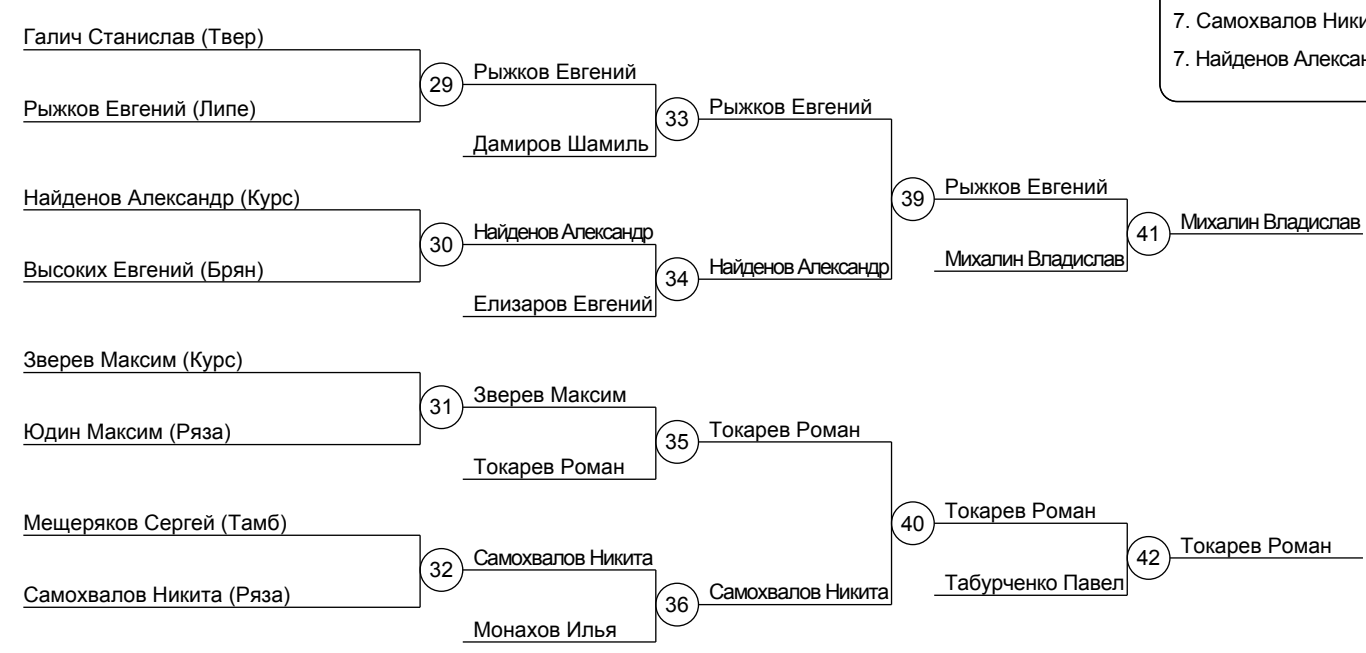 7. Самохвалов
7. Найденов
Галич Станислав (Твер)
29
Рыжков Евгений
Рыжков Евгений (Липе)
33
Рыжков Евгений
Дамиров Шамиль
39
Рыжков Евгений
Найденов Александр (Курс)
30
Найденов Александр
41
Михалин Владислав
Высоких Евгений (Брян)
34
Найденов Александр
Михалин Владислав
Елизаров Евгений
Зверев Максим (Курс)
31
Зверев Максим
Юдин Максим (Ряза)
35
Токарев Роман
Токарев Роман
40
Токарев Роман
Мещеряков Сергей (Тамб)
32
Самохвалов Никита
42
Токарев Роман
Самохвалов Никита (Ряза)
36
Самохвалов Никита
Табурченко Павел
Монахов Илья